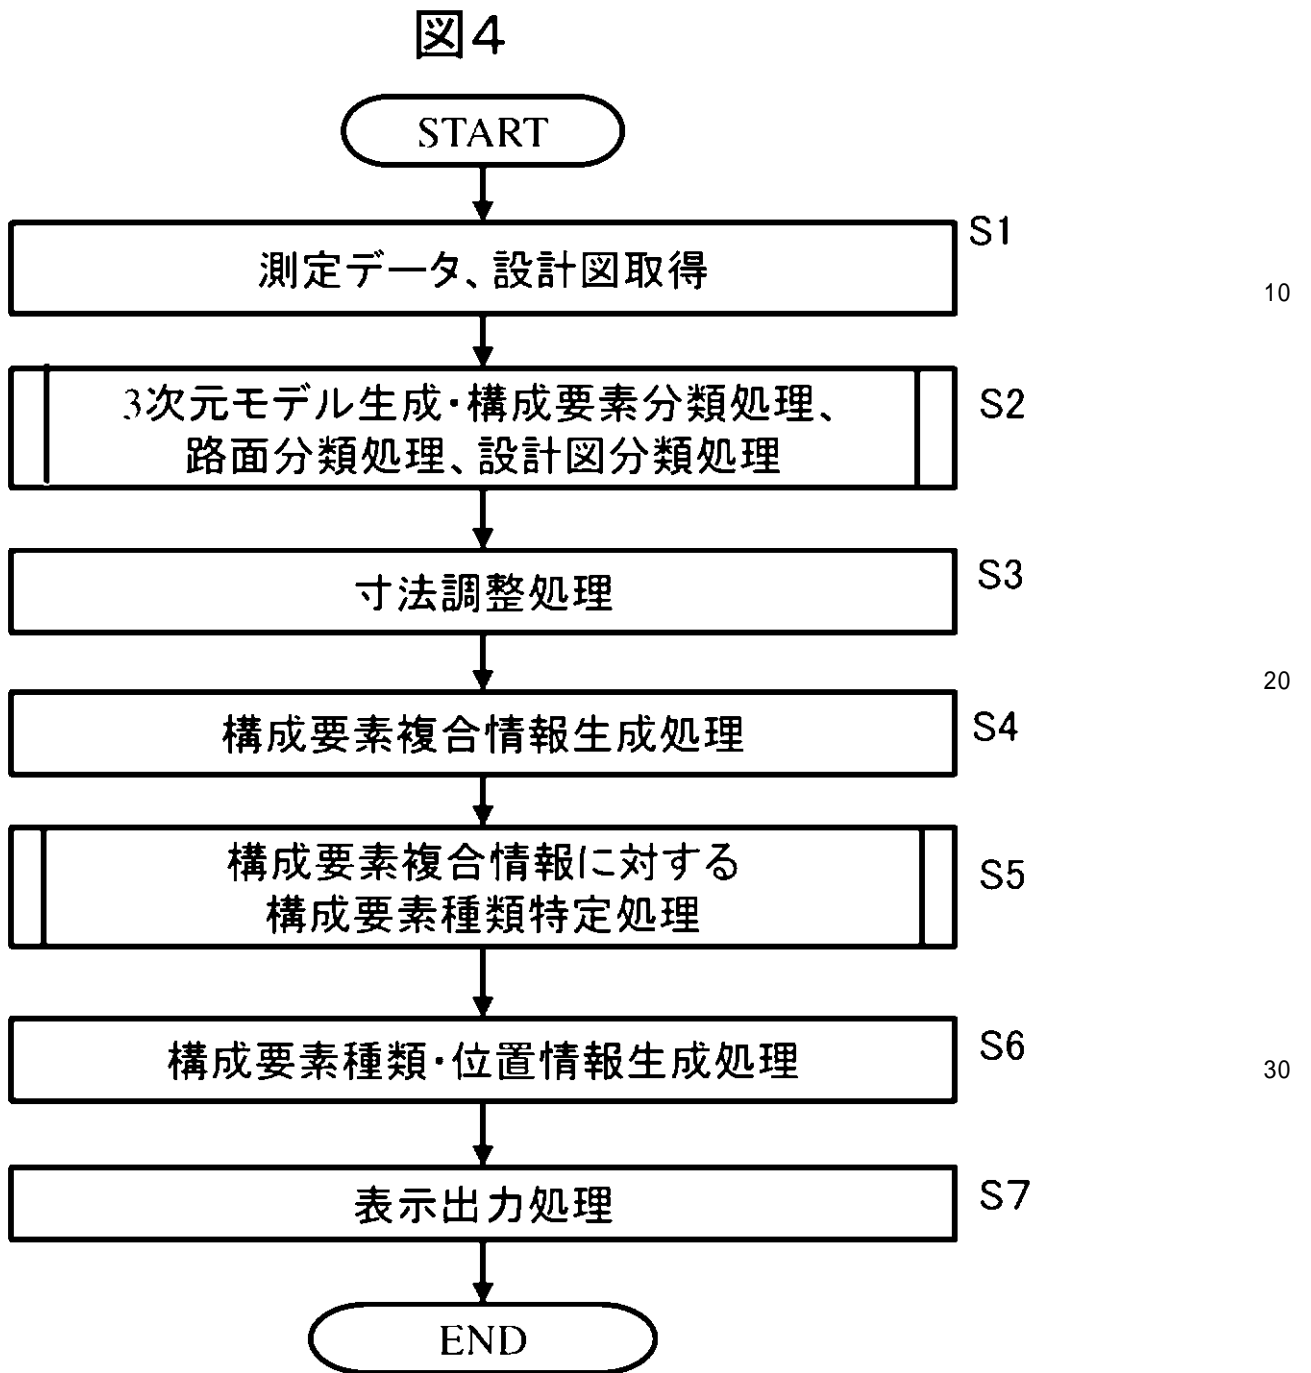 図4
START
S1
測定データ、設計図取得
10
3次元モデル生成・構成要素分類処理、
路面分類処理、設計図分類処理
S2
寸法調整処理
S3
20
構成要素複合情報生成処理
S4
構成要素複合情報に対する
構成要素種類特定処理
S5
構成要素種類・位置情報生成処理
S6
30
表示出力処理
S7
END